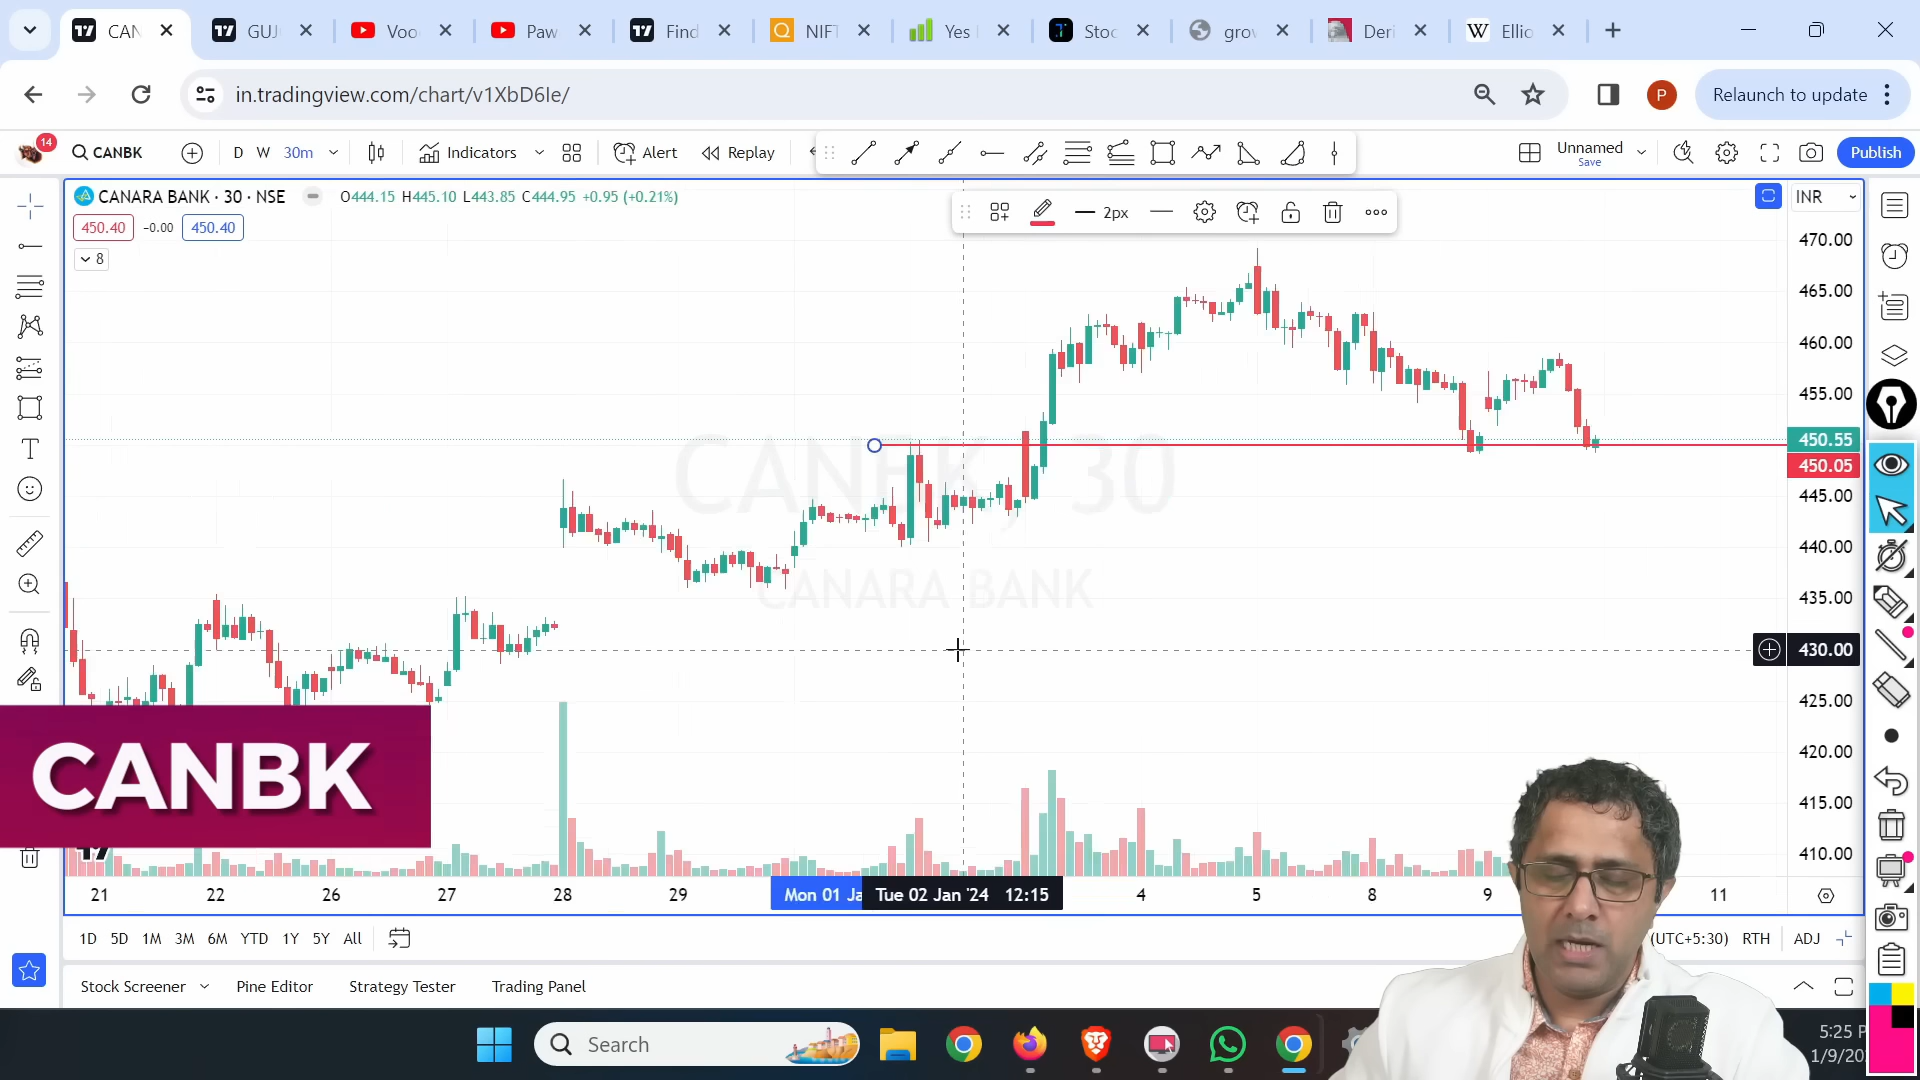 CAN
GUJ
Voo
Paw
Find
NIFT
Yes
Stoc
grov
Deri
Ellio
in.tradingview.com/chart/v1XbD6Ie/
P
Relaunch to update
14
CANBK
D W 30m
Indicators
Alert
Replay
Unnamed
Save
Publish
CANARA BANK · 30 · NSE
O444.15 H445.10 L443.85 C444.95 +0.95 (+0.21%)
2px
INR
450.40 -0.00 450.40
8
470.00
465.00
460.00
455.00
450.55
450.05
445.00
440.00
435.00
430.00
425.00
420.00
415.00
410.00
CANBK, 30
CANARA BANK
CANBK
21 22 26 27 28 29 Mon 01 Ja Tue 02 Jan '24 12:15 4 5 8 9 11
1D 5D 1M 3M 6M YTD 1Y 5Y All
(UTC+5:30) RTH ADJ
Stock Screener Pine Editor Strategy Tester Trading Panel
Search
5:25 P
1/9/20